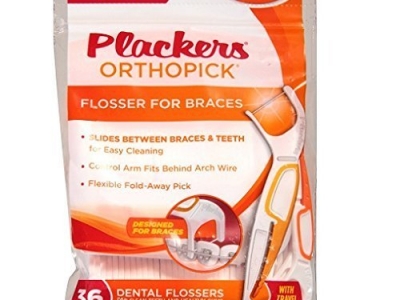 Plackers®
ORTHOPICK®
FLOSSER FOR BRACES
• SLIDES BETWEEN BRACES & TEETH
for Easy Cleaning
• Control Arm Fits Behind Arch Wire
• Flexible Fold-Away Pick
DESIGNED
FOR BRACES
36
DENTAL FLOSSERS
WITH
TRAVEL